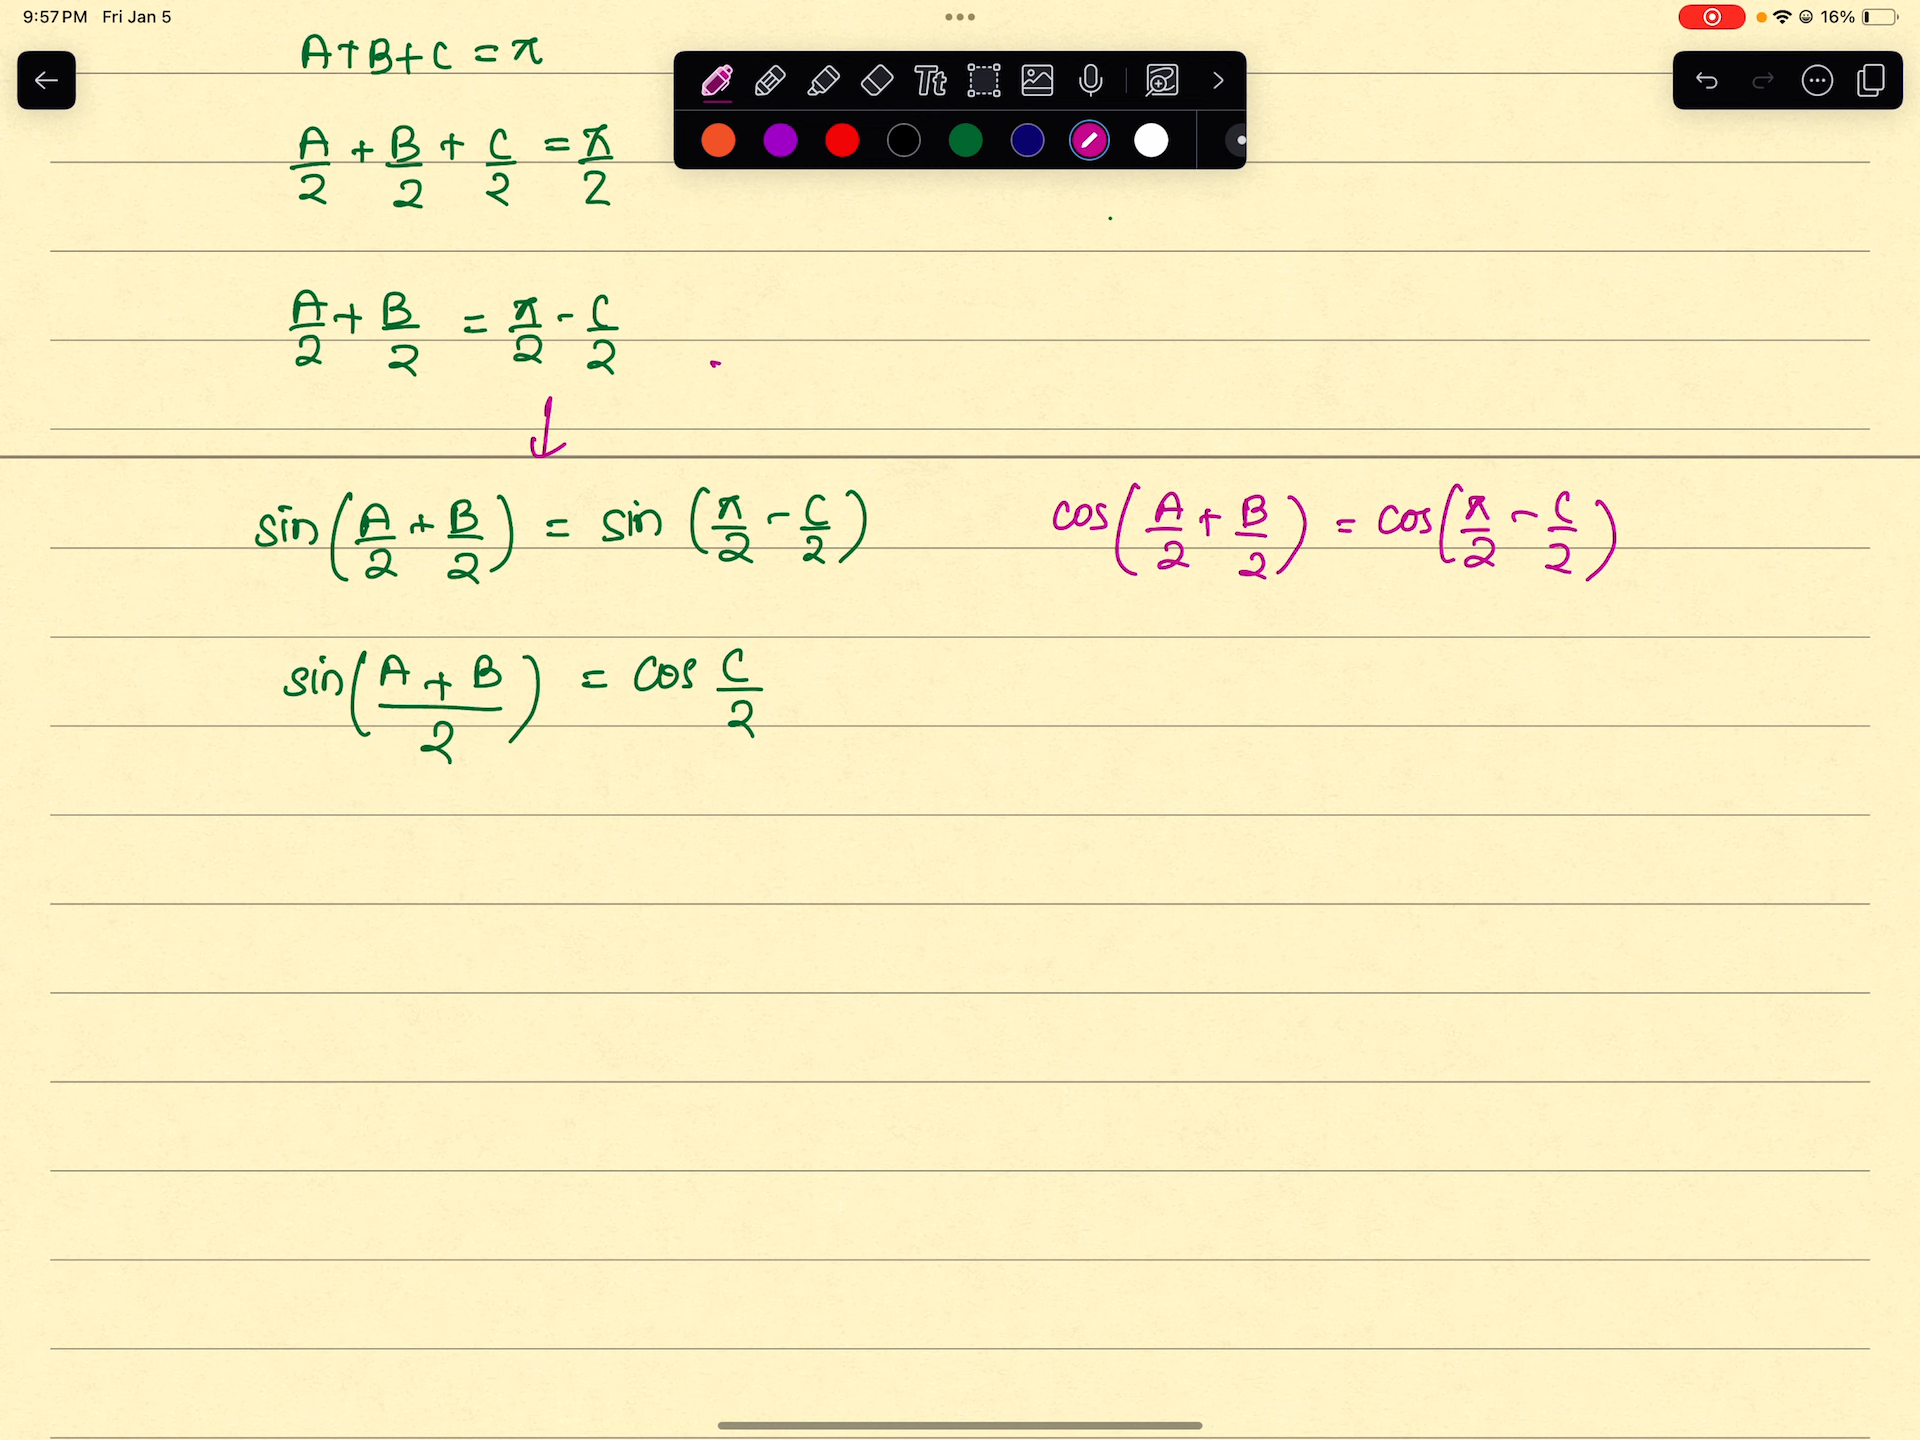 9:57 PM Fri Jan 5
16%
A+B+C = π
Tt
A/2 + B/2 + C/2 = π/2
A/2 + B/2 = π/2 - C/2
sin(A/2 + B/2) = sin(π/2 - C/2)
cos(A/2 + B/2) = cos(π/2 - C/2)
sin((A + B)/2) = cos C/2